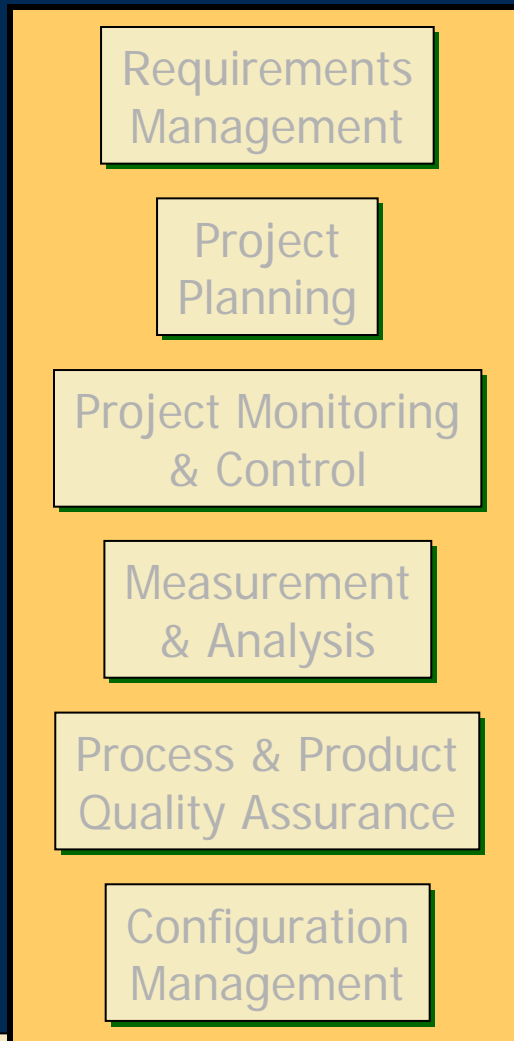 Requirements
Management
Project
Planning
Project Monitoring
& Control
Measurement
& Analysis
Process & Product
Quality Assurance
Configuration
Management